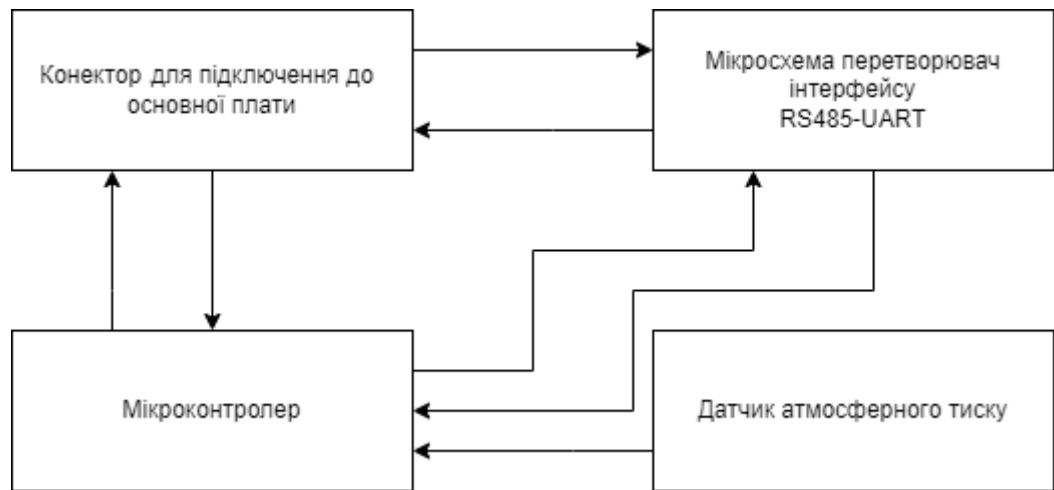 Конектор для підключення до
основної плати
Мікросхема перетворювач
інтерфейсу
RS485-UART
Мікроконтролер
Датчик атмосферного тиску